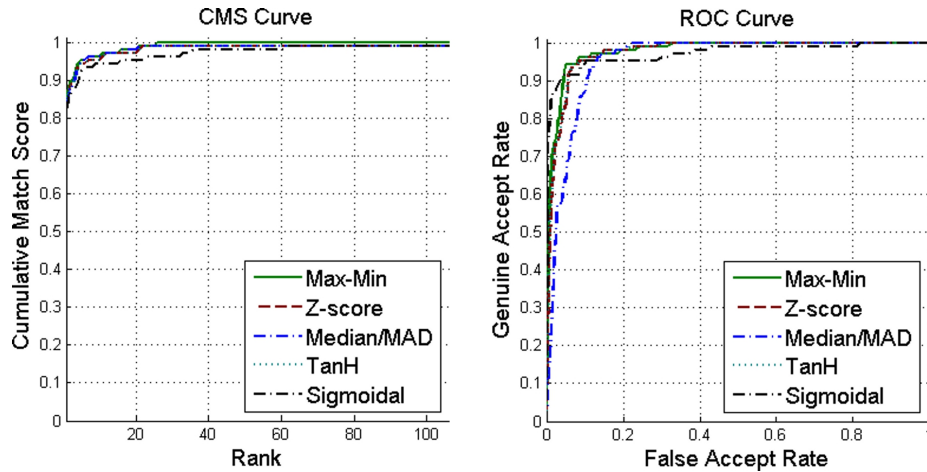 CMS Curve
Cumulative Match Score
1
0.9
0.8
0.7
0.6
0.5
0.4
0.3
0.2
0.1
0
20
40
60
80
100
Rank
Max-Min
Z-score
Median/MAD
TanH
Sigmoidal
ROC Curve
Genuine Accept Rate
1
0.9
0.8
0.7
0.6
0.5
0.4
0.3
0.2
0.1
0
0
0.2
0.4
0.6
0.8
1
False Accept Rate
Max-Min
Z-score
Median/MAD
TanH
Sigmoidal